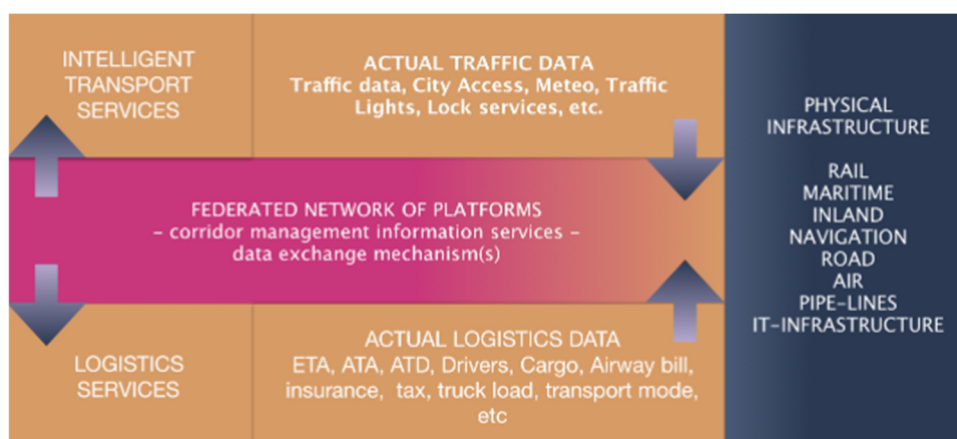 INTELLIGENT
TRANSPORT
SERVICES
ACTUAL TRAFFIC DATA
Traffic data, City Access, Meteo, Traffic
Lights, Lock services, etc.
FEDERATED NETWORK OF PLATFORMS
– corridor management information services –
data exchange mechanism(s)
LOGISTICS
SERVICES
ACTUAL LOGISTICS DATA
ETA, ATA, ATD, Drivers, Cargo, Airway bill,
insurance, tax, truck load, transport mode,
etc
PHYSICAL
INFRASTRUCTURE
RAIL
MARITIME
INLAND
NAVIGATION
ROAD
AIR
PIPE-LINES
IT-INFRASTRUCTURE